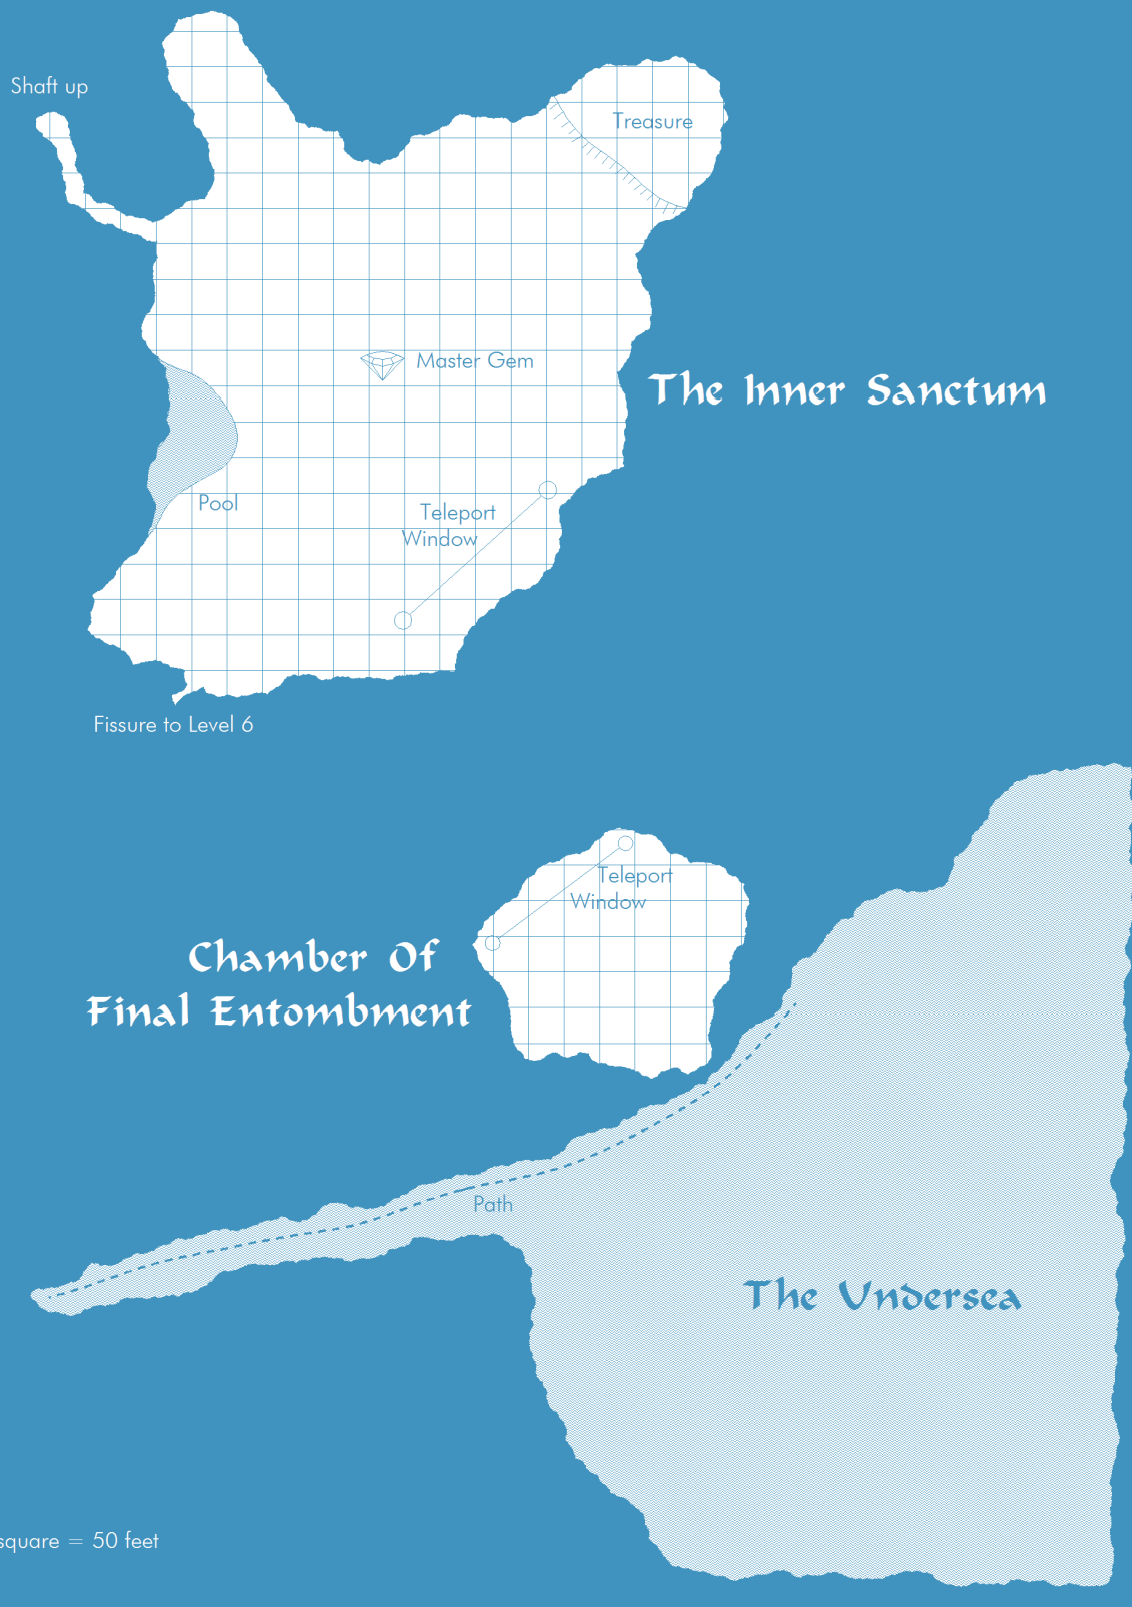 Shaft up
Treasure
Master Gem
The Inner Sanctum
Pool
Teleport
Window
Fissure to Level 6
Teleport
Window
Chamber Of
Final Entombment
Path
The Undersea
square = 50 feet